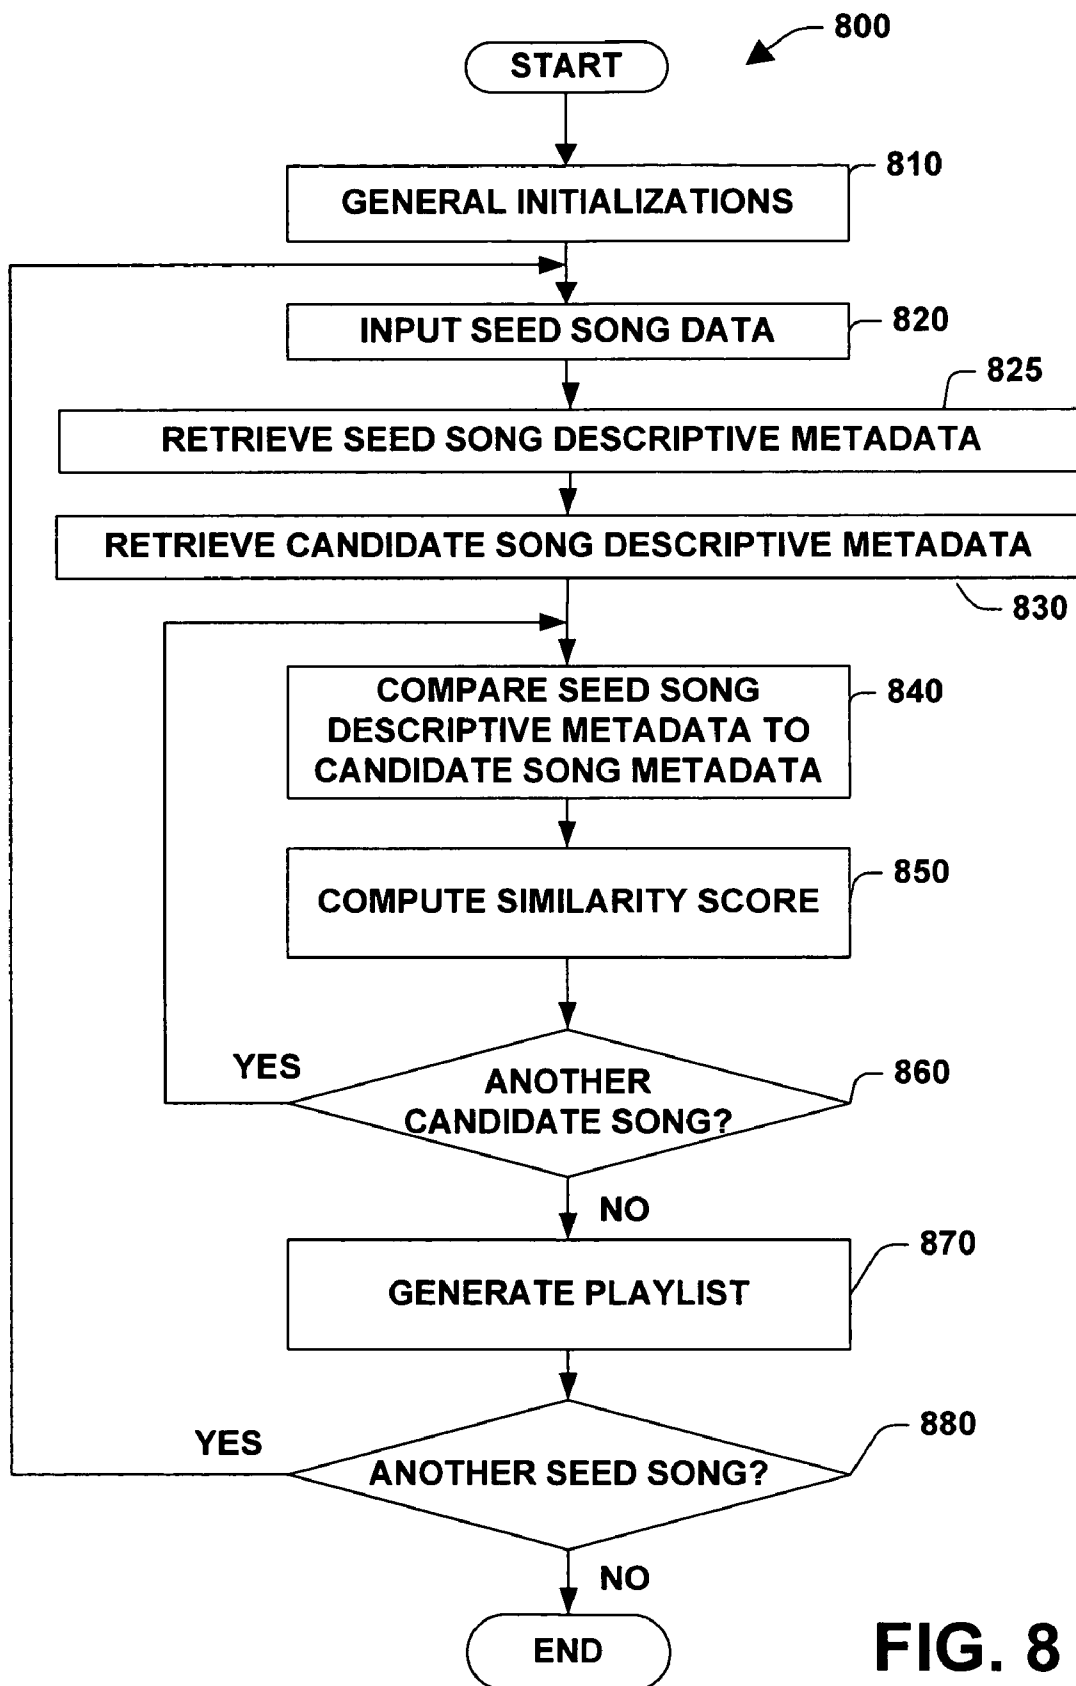 800
START
810
GENERAL INITIALIZATIONS
820
INPUT SEED SONG DATA
825
RETRIEVE SEED SONG DESCRIPTIVE METADATA
RETRIEVE CANDIDATE SONG DESCRIPTIVE METADATA
830
840
COMPARE SEED SONG
DESCRIPTIVE METADATA TO
CANDIDATE SONG METADATA
850
COMPUTE SIMILARITY SCORE
YES
860
ANOTHER
CANDIDATE SONG?
NO
870
GENERATE PLAYLIST
880
YES
ANOTHER SEED SONG?
NO
END
FIG. 8